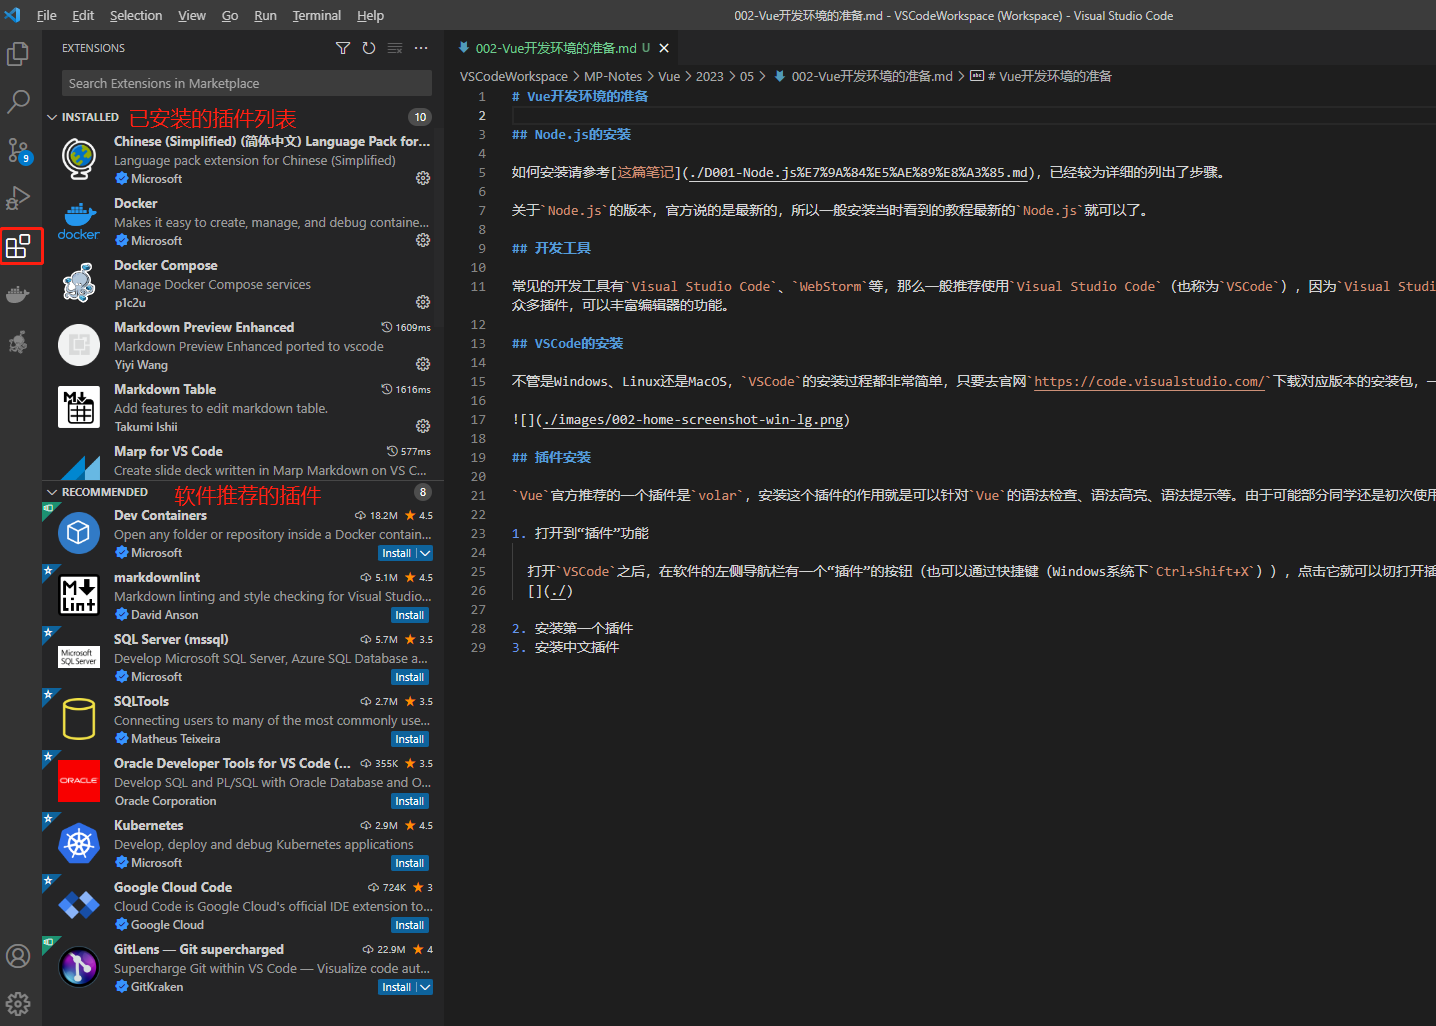 File Edit Selection View Go Run Terminal Help
002-Vue开发环境的准备.md - VSCodeWorkspace (Workspace) - Visual Studio Code
EXTENSIONS
Search Extensions in Marketplace
INSTALLED 已安装的插件列表 10
Chinese (Simplified) (简体中文) Language Pack for...
Language pack extension for Chinese (Simplified)
Microsoft
Docker
Makes it easy to create, manage, and debug containe...
docker
Microsoft
Docker Compose
Manage Docker Compose services
p1c2u
Markdown Preview Enhanced 1609ms
Markdown Preview Enhanced ported to vscode
Yiyi Wang
Markdown Table 1616ms
Add features to edit markdown table.
Takumi Ishii
Marp for VS Code 577ms
Create slide deck written in Marp Markdown on VS C...
RECOMMENDED 软件推荐的插件 8
Dev Containers 18.2M 4.5
Open any folder or repository inside a Docker contain...
Microsoft Install
markdownlint 5.1M 4.5
Markdown linting and style checking for Visual Studio...
David Anson Install
SQL Server (mssql) 5.7M 3.5
Develop Microsoft SQL Server, Azure SQL Database a...
Microsoft SQL Server
Microsoft Install
SQLTools 2.7M 3.5
Connecting users to many of the most commonly use...
Matheus Teixeira Install
Oracle Developer Tools for VS Code (... 355K 3.5
Develop SQL and PL/SQL with Oracle Database and O...
ORACLE
Oracle Corporation Install
Kubernetes 2.9M 4.5
Develop, deploy and debug Kubernetes applications
Microsoft Install
Google Cloud Code 724K 3
Cloud Code is Google Cloud's official IDE extension to...
Google Cloud Install
GitLens — Git supercharged 22.9M 4
Supercharge Git within VS Code — Visualize code aut...
GitKraken Install
9
002-Vue开发环境的准备.md U
VSCodeWorkspace > MP-Notes > Vue > 2023 > 05 > 002-Vue开发环境的准备.md > # Vue开发环境的准备
1 # Vue开发环境的准备
2
3 ## Node.js的安装
4
5 如何安装请参考[这篇笔记](./D001-Node.js%E7%9A%84%E5%AE%89%E8%A3%85.md)，已经较为详细的列出了步骤。
6
7 关于`Node.js`的版本，官方说的是最新的，所以一般安装当时看到的教程最新的`Node.js`就可以了。
8
9 ## 开发工具
10
11 常见的开发工具有`Visual Studio Code`、`WebStorm`等，那么一般推荐使用`Visual Studio Code`（也称为`VSCode`），因为`Visual Studi
众多插件，可以丰富编辑器的功能。
12
13 ## VSCode的安装
14
15 不管是Windows、Linux还是MacOS，`VSCode`的安装过程都非常简单，只要去官网`https://code.visualstudio.com/`下载对应版本的安装包，一
16
17 ![](./images/002-home-screenshot-win-lg.png)
18
19 ## 插件安装
20
21 `Vue`官方推荐的一个插件是`volar`，安装这个插件的作用就是可以针对`Vue`的语法检查、语法高亮、语法提示等。由于可能部分同学还是初次使用
22
23 1. 打开到“插件”功能
24
25 打开`VSCode`之后，在软件的左侧导航栏有一个“插件”的按钮（也可以通过快捷键（Windows系统下`Ctrl+Shift+X`）），点击它就可以切打开插
26 [](./)
27
28 2. 安装第一个插件
29 3. 安装中文插件